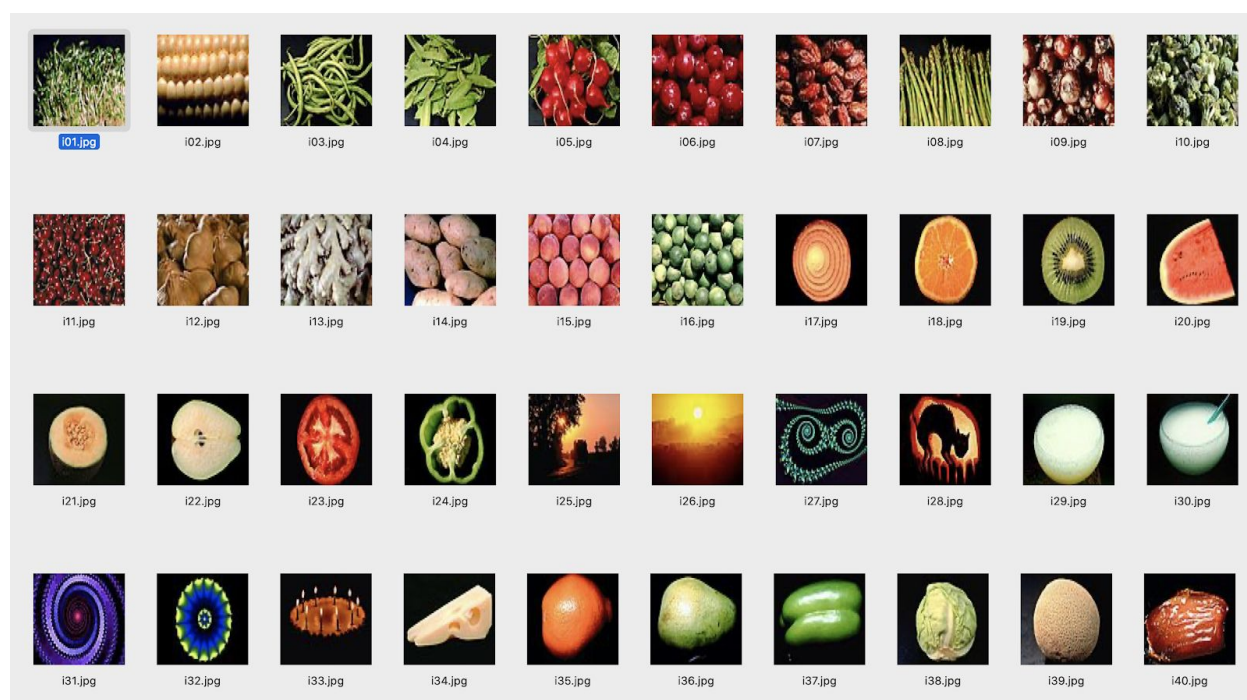 i01.jpg i02.jpg i03.jpg i04.jpg i05.jpg i06.jpg i07.jpg i08.jpg i09.jpg i10.jpg
i11.jpg i12.jpg i13.jpg i14.jpg i15.jpg i16.jpg i17.jpg i18.jpg i19.jpg i20.jpg
i21.jpg i22.jpg i23.jpg i24.jpg i25.jpg i26.jpg i27.jpg i28.jpg i29.jpg i30.jpg
i31.jpg i32.jpg i33.jpg i34.jpg i35.jpg i36.jpg i37.jpg i38.jpg i39.jpg i40.jpg